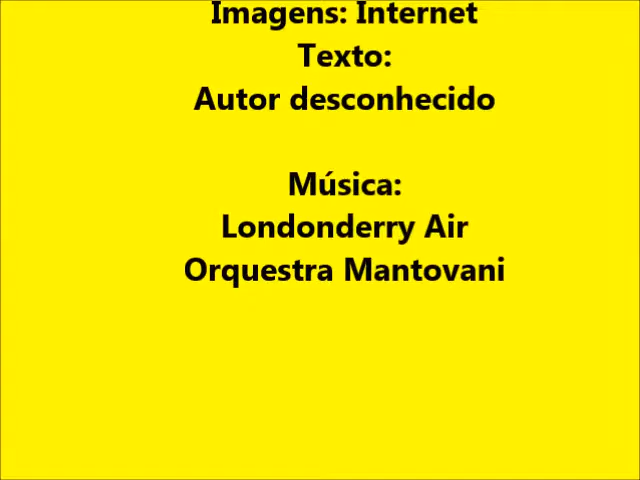 Imagens: Internet
Texto:
Autor desconhecido
Música:
Londonderry Air
Orquestra Mantovani